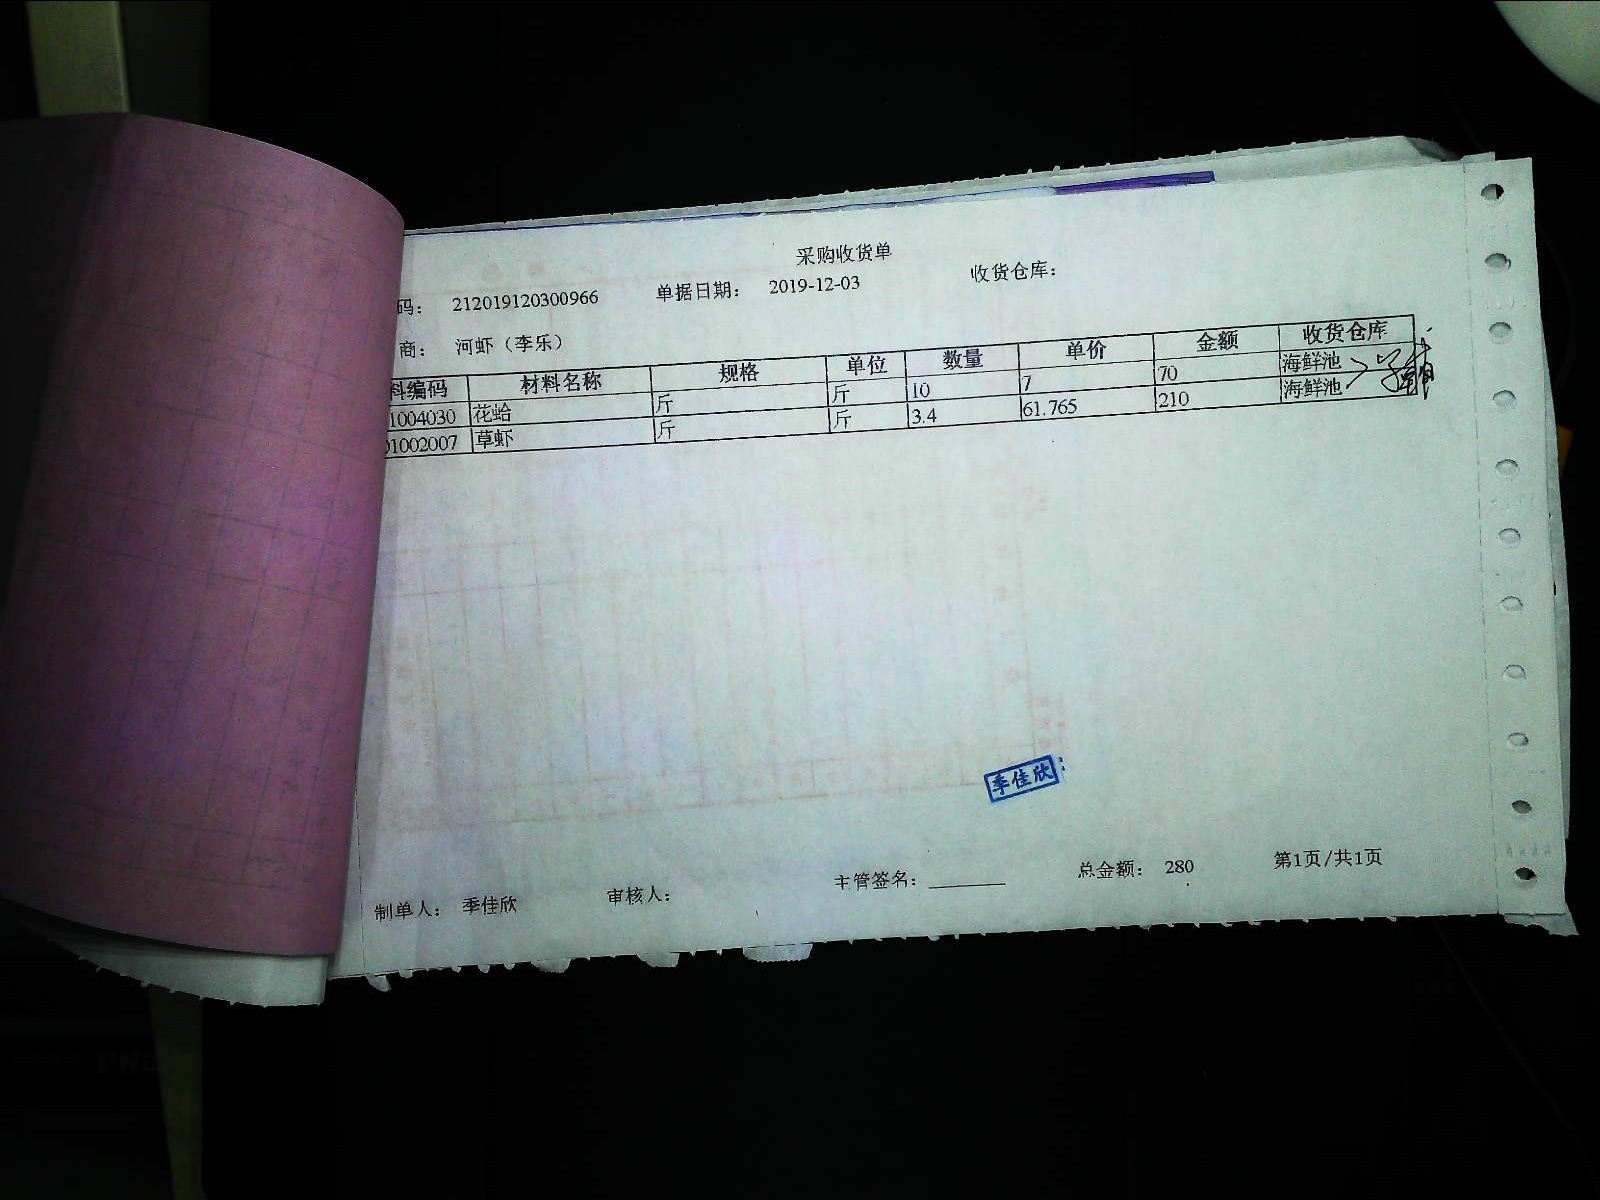 采购收货单
码： 212019120300966 单据日期： 2019-12-03 收货仓库：
商： 河虾（李乐）
料编码 材料名称 规格 单位 数量 单价 金额 收货仓库
1004030 花蛤 斤 斤 10 7 70 海鲜池
01002007 草虾 斤 斤 3.4 61.765 210 海鲜池
季佳欣
制单人： 季佳欣 审核人： 主管签名： 总金额： 280 第1页/共1页